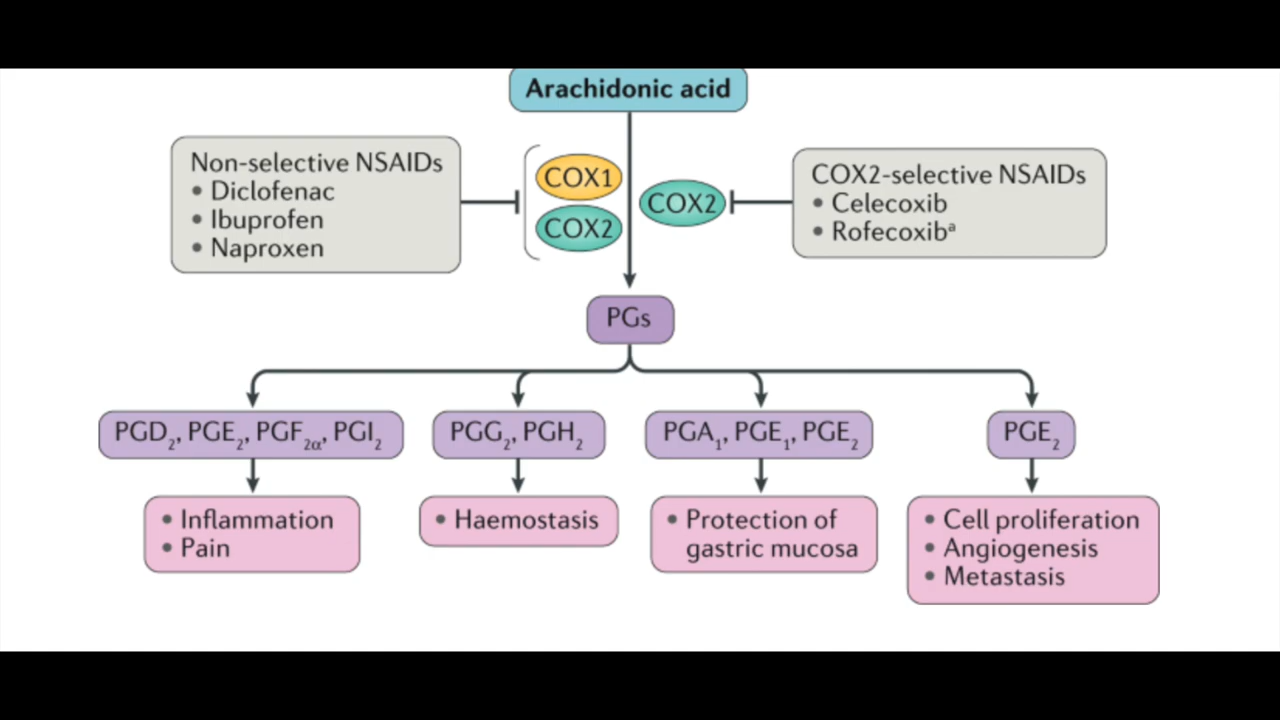 Arachidonic acid
Non-selective NSAIDs
• Diclofenac
• Ibuprofen
• Naproxen
COX1
COX2
COX2
COX2-selective NSAIDs
• Celecoxib
• Rofecoxibᵃ
PGs
PGD₂, PGE₂, PGF₂α, PGI₂
PGG₂, PGH₂
PGA₁, PGE₁, PGE₂
PGE₂
• Inflammation
• Pain
• Haemostasis
• Protection of
gastric mucosa
• Cell proliferation
• Angiogenesis
• Metastasis